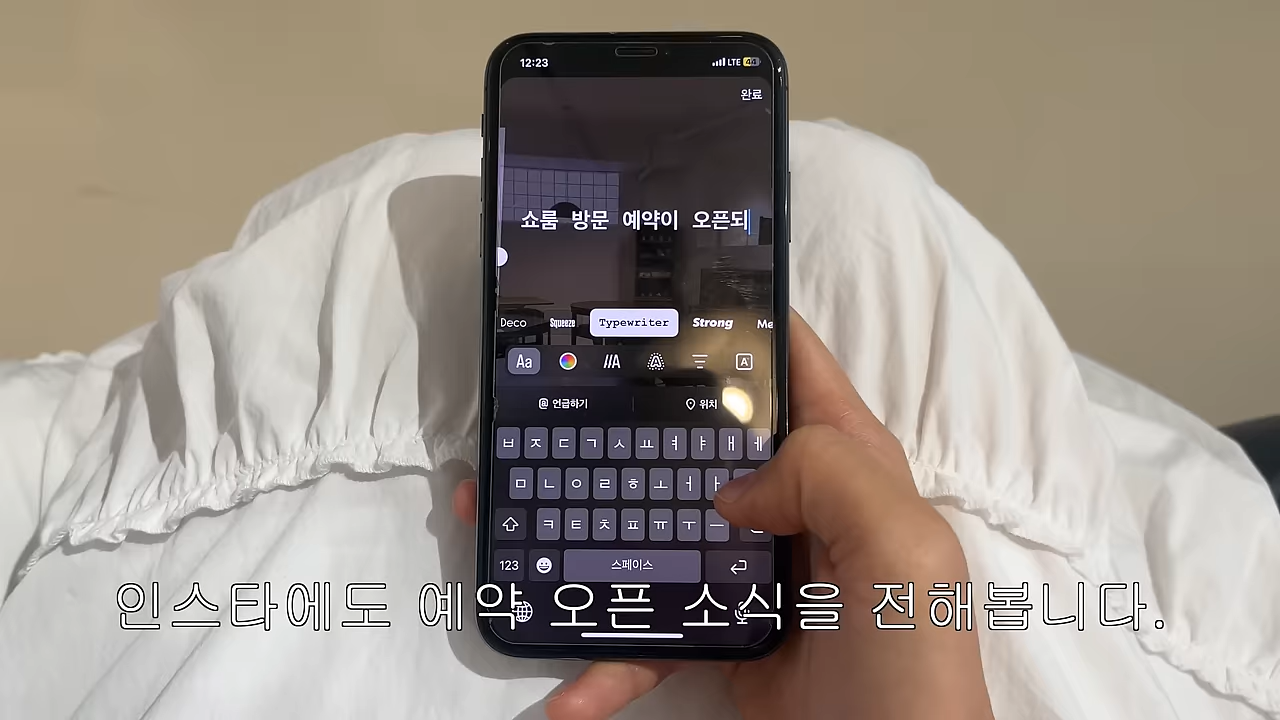 12:23 LTE 44
완료
쇼룸 방문 예약이 오픈되
Deco Squeeze Typewriter Strong Me
Aa //A A A
@ 언급하기 위치
ㅂ ㅈ ㄷ ㄱ ㅅ ㅛ ㅕ ㅑ ㅐ ㅔ
ㅁ ㄴ ㅇ ㄹ ㅎ ㅗ ㅓ ㅏ
ㅋ ㅌ ㅊ ㅍ ㅠ ㅜ ㅡ
123 스페이스
인스타에도 예약 오픈 소식을 전해봅니다.